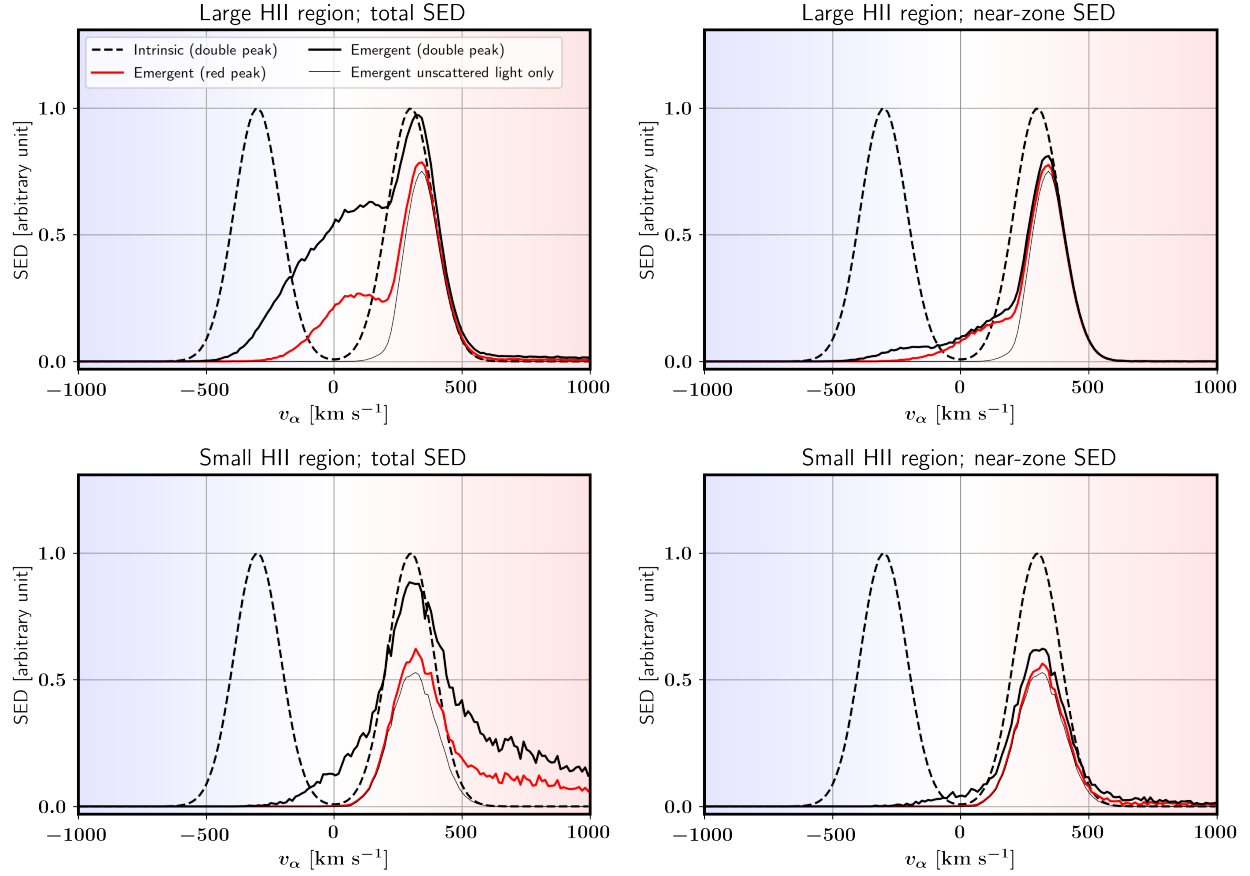 Large HII region; total SED
Intrinsic (double peak)
Emergent (red peak)
Emergent (double peak)
Emergent unscattered light only
SED [arbitrary unit]
1.0
0.5
0.0
−1000 −500 0 500 1000
vα [km s⁻¹]
Large HII region; near-zone SED
SED [arbitrary unit]
1.0
0.5
0.0
−1000 −500 0 500 1000
vα [km s⁻¹]
Small HII region; total SED
SED [arbitrary unit]
1.0
0.5
0.0
−1000 −500 0 500 1000
vα [km s⁻¹]
Small HII region; near-zone SED
SED [arbitrary unit]
1.0
0.5
0.0
−1000 −500 0 500 1000
vα [km s⁻¹]